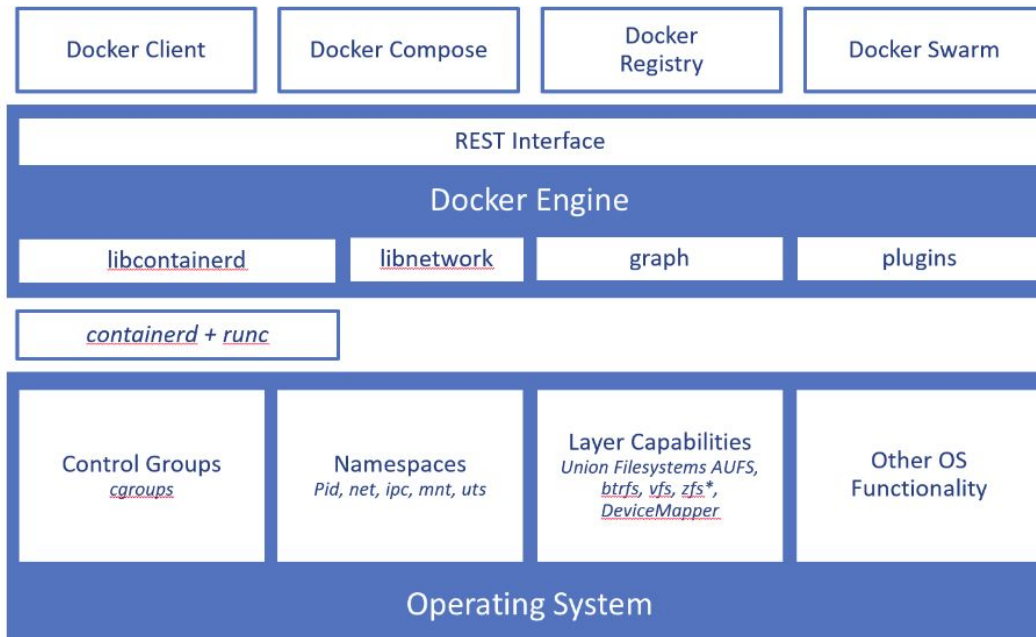 Docker Client
Docker Compose
Docker
Registry
Docker Swarm
REST Interface
Docker Engine
libcontainerd
libnetwork
graph
plugins
containerd + runc
Control Groups
cgroups
Namespaces
Pid, net, ipc, mnt, uts
Layer Capabilities
Union Filesystems AUFS,
btrfs, vfs, zfs*,
DeviceMapper
Other OS
Functionality
Operating System